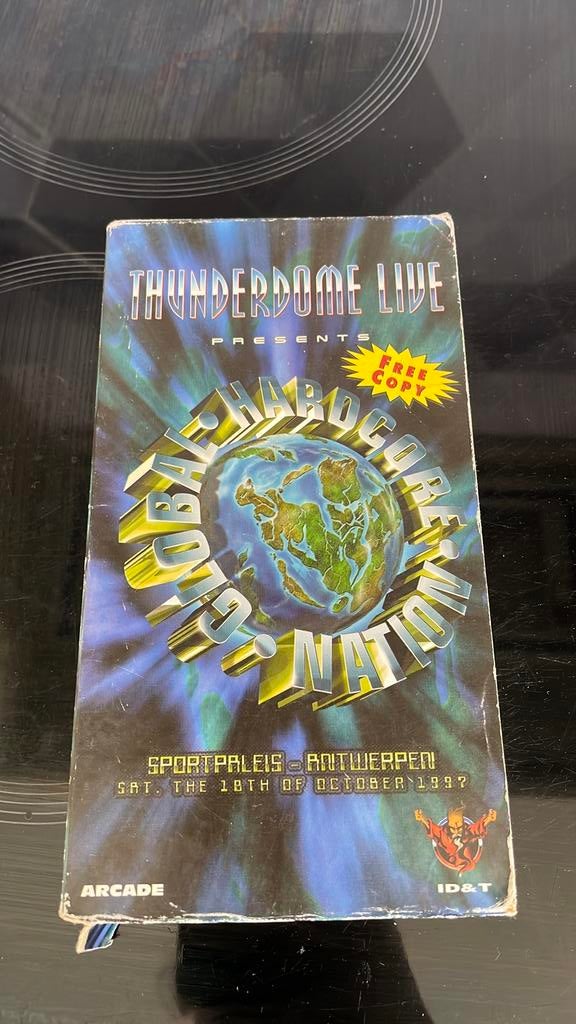 THUNDERDOME LIVE
PRESENTS
FREE
COPY
GLOBAL · HARDCORE · NATION ·
SPORTPALEIS - ANTWERPEN
SAT. THE 18TH OF OCTOBER 1997
ARCADE
ID&T